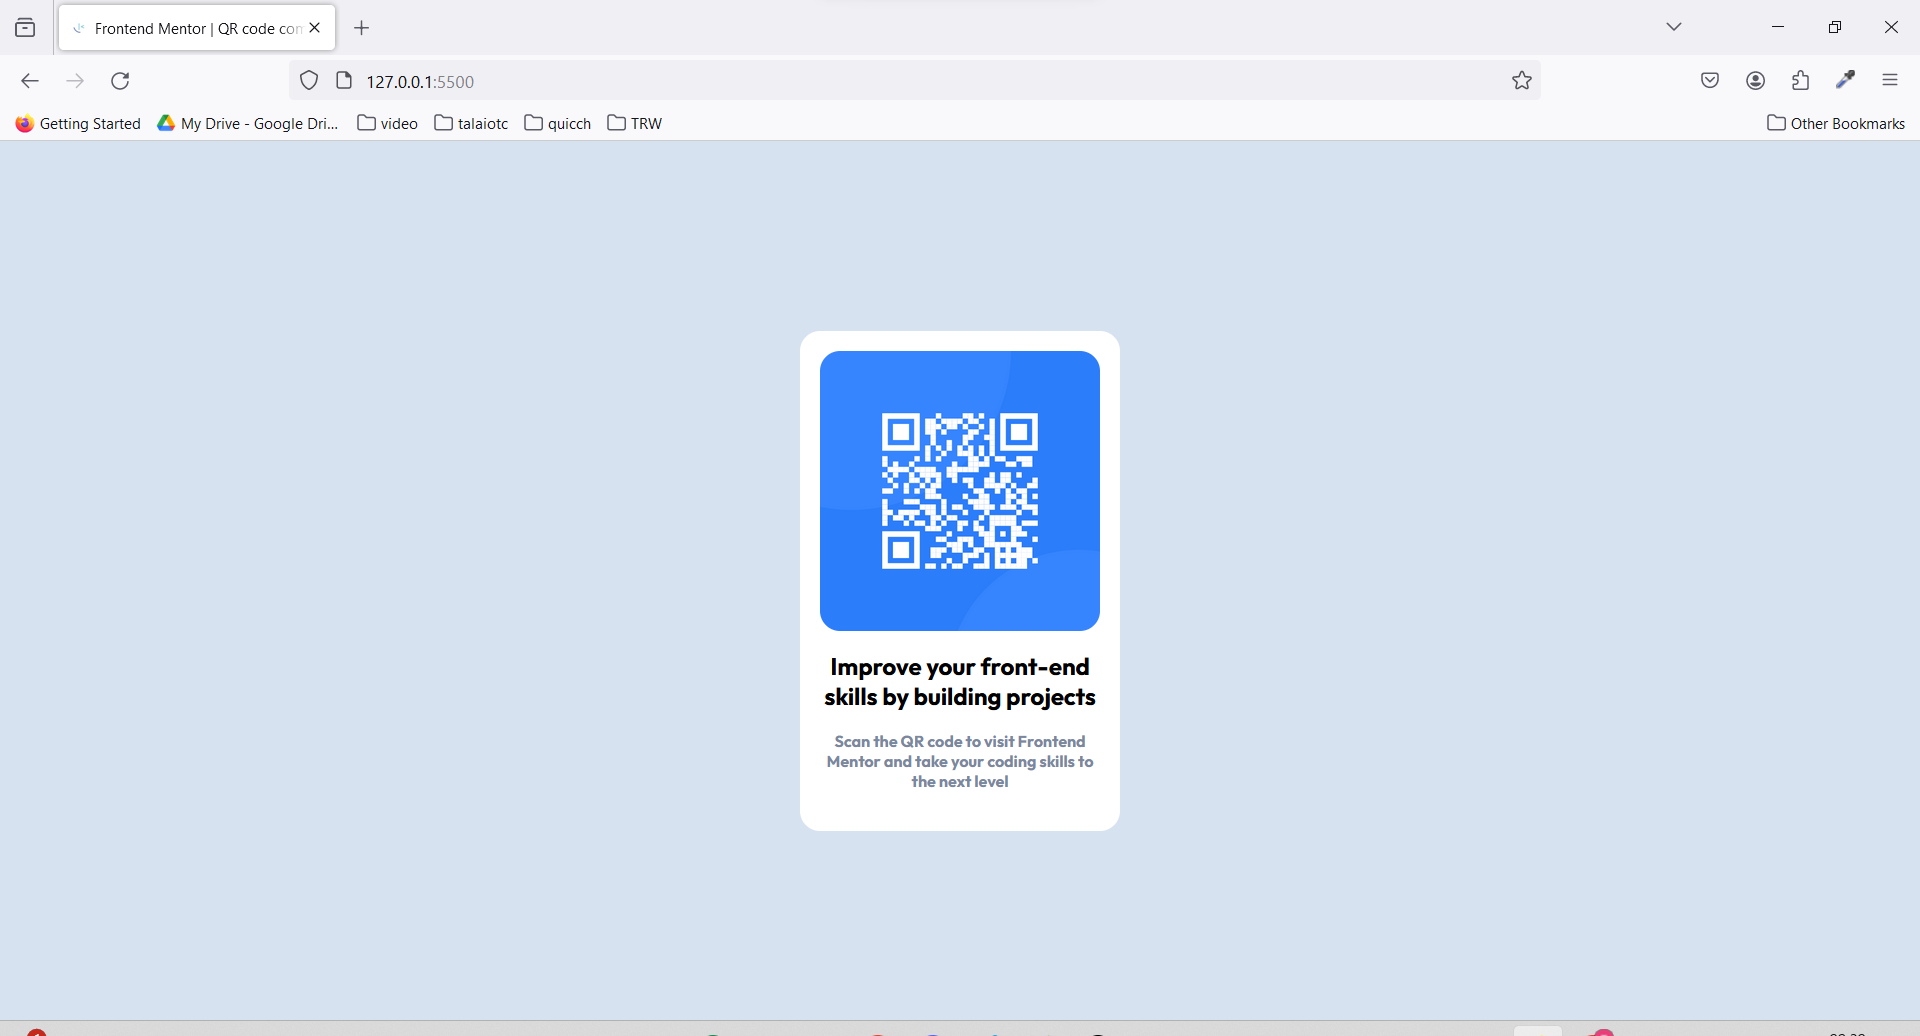 Frontend Mentor | QR code con
127.0.0.1:5500
Getting Started
My Drive - Google Dri...
video
talaiotc
quicch
TRW
Other Bookmarks
Improve your front-end
skills by building projects
Scan the QR code to visit Frontend
Mentor and take your coding skills to
the next level